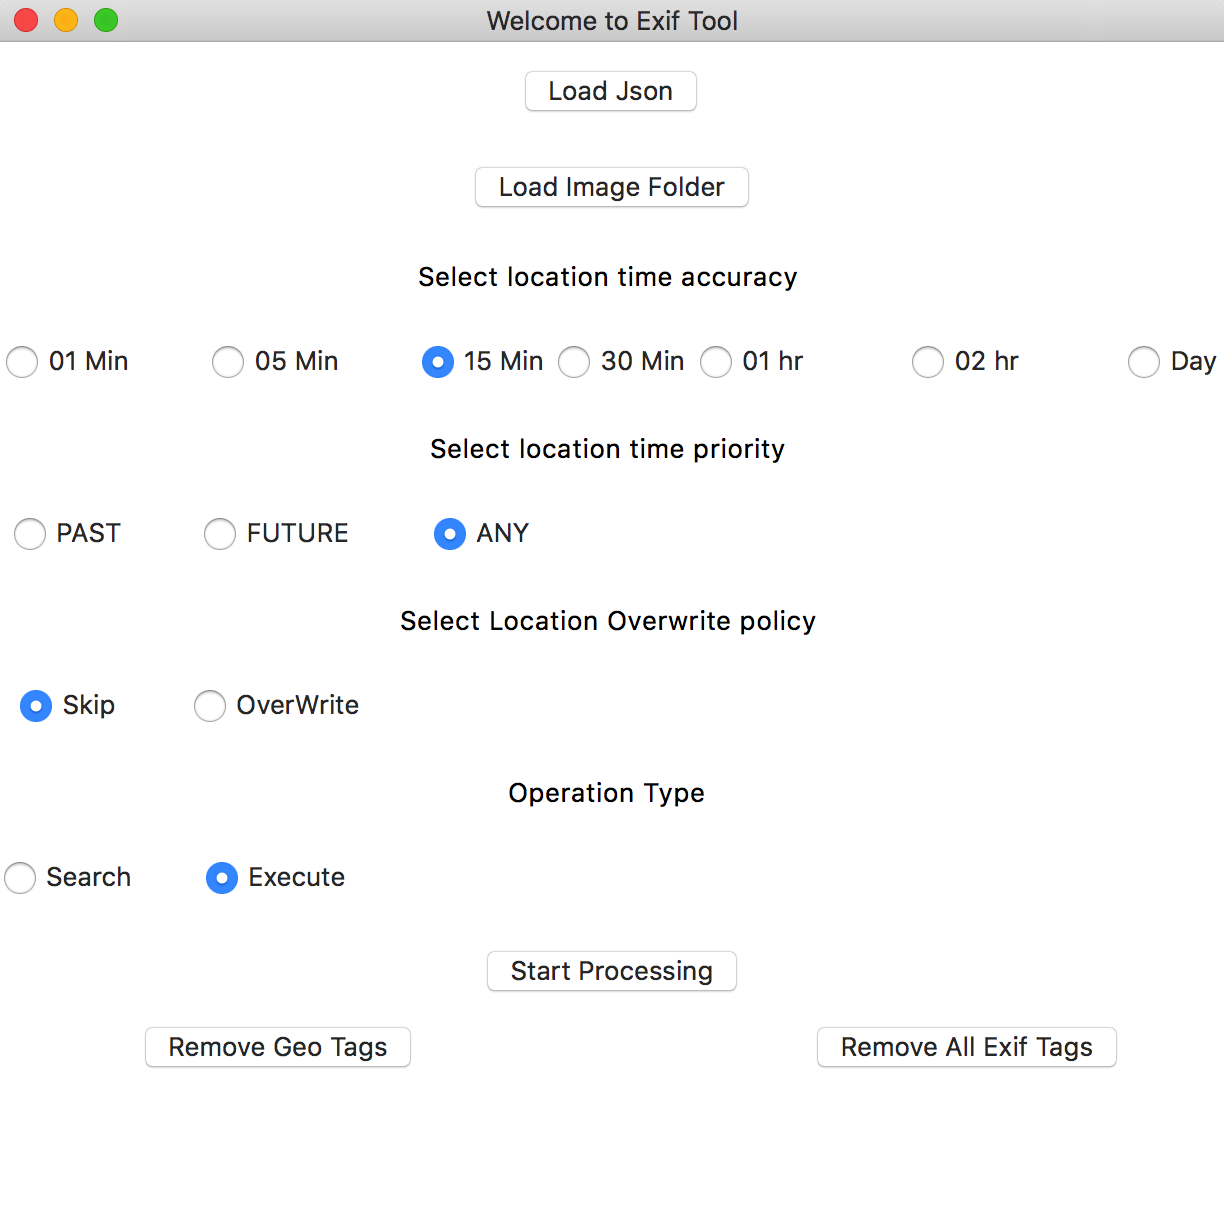 Welcome to Exif Tool
Load Json
Load Image Folder
Select location time accuracy
01 Min 05 Min 15 Min 30 Min 01 hr 02 hr Day
Select location time priority
PAST FUTURE ANY
Select Location Overwrite policy
Skip OverWrite
Operation Type
Search Execute
Start Processing
Remove Geo Tags Remove All Exif Tags